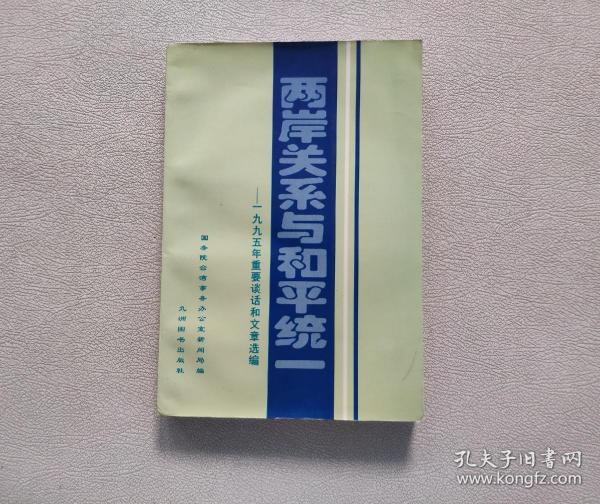 两岸关系与和平统一
——一九九五年重要谈话和文章选编
国务院台湾事务办公室新闻局编
九洲图书出版社
孔夫子旧书网
www.kongfz.com